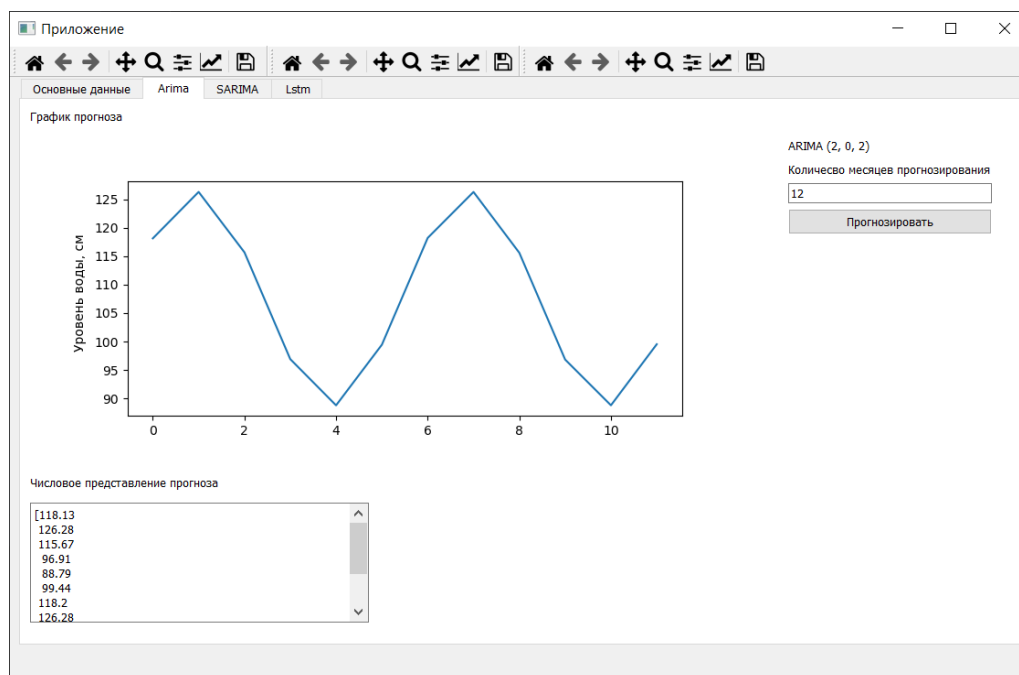 Приложение
Основные данные
Arima
SARIMA
Lstm
График прогноза
ARIMA (2, 0, 2)
Количесво месяцев прогнозирования
12
Прогнозировать
Уровень воды, см
125
120
115
110
105
100
95
90
0
2
4
6
8
10
Числовое представление прогноза
[118.13
126.28
115.67
96.91
88.79
99.44
118.2
126.28